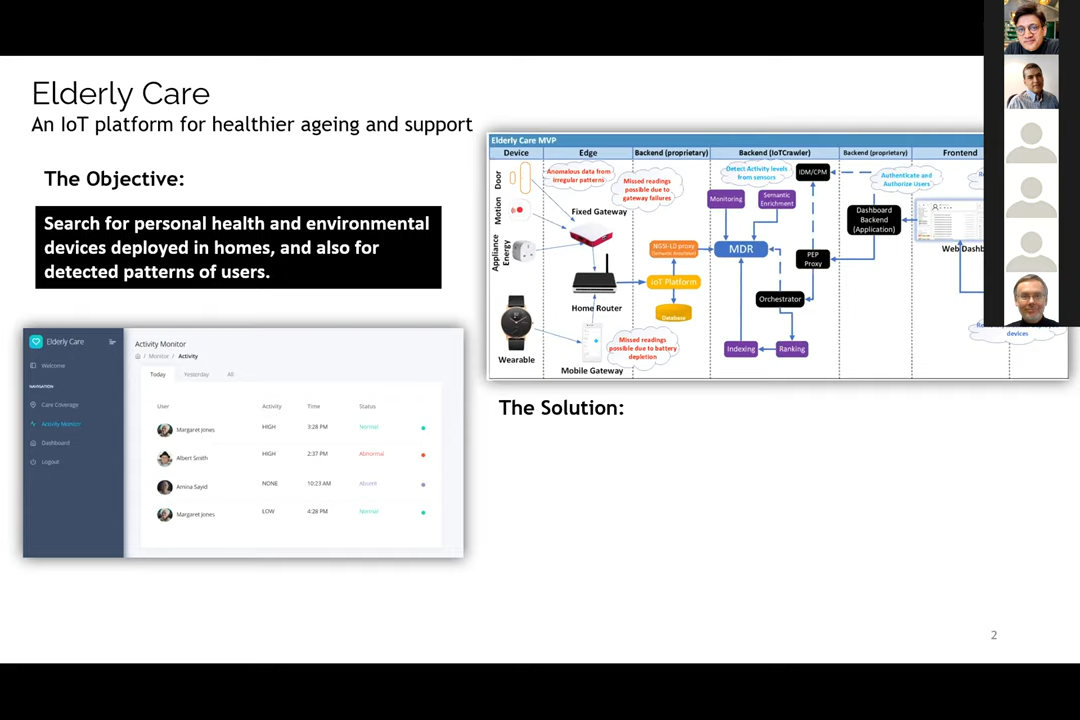 Elderly Care
An IoT platform for healthier ageing and support
The Objective:
Search for personal health and environmental
devices deployed in homes, and also for
detected patterns of users.
Elderly Care
Welcome
NAVIGATION
Care Coverage
Activity Monitor
Dashboard
Logout
Activity Monitor
/ Monitor / Activity
Today Yesterday All
User Activity Time Status
Margaret Jones HIGH 3:28 PM Normal
Albert Smith HIGH 2:37 PM Abnormal
Amina Sayid NONE 10:23 AM Absent
Margaret Jones LOW 4:28 PM Normal
Elderly Care MVP
Device Edge Backend (proprietary) Backend (IoTCrawler) Backend (proprietary) Frontend
Door
Motion
Appliance
Energy
Wearable
Anomalous data from
irregular patterns
Missed readings
possible due to
gateway failures
Fixed Gateway
Home Router
Missed readings
possible due to battery
depletion
Mobile Gateway
NGSI-LD proxy
IoT Platform
Database
Detect Activity levels
from sensors
IDM/CPM
Monitoring
Semantic
Enrichment
MDR
PEP
Proxy
Orchestrator
Indexing
Ranking
Authenticate and
Authorize Users
Dashboard
Backend
(Application)
Web Dashb
devices
The Solution:
2